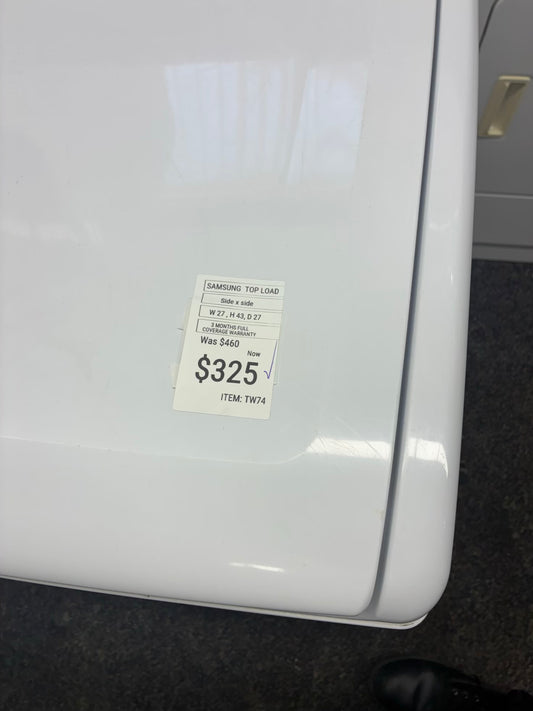 SAMSUNG TOP LOAD
Side x side
W 27 , H 43, D 27
3 MONTHS FULL
COVERAGE WARRANTY
Was $460
Now
$325
ITEM: TW74